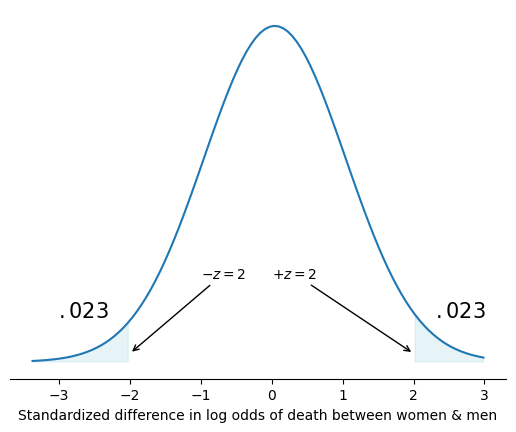 −z = 2 +z = 2
.023 .023
−3 −2 −1 0 1 2 3
Standardized difference in log odds of death between women & men